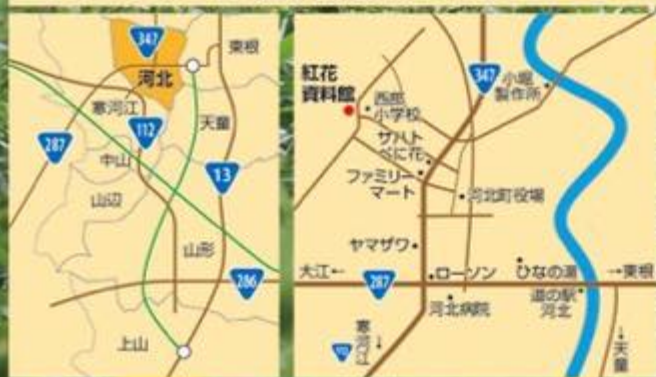 347
河北
東根
寒河江
112
天童
287
中山
13
山辺
山形
286
上山
紅花
資料館
347
小堀
製作所
西部
小学校
サハト
べに花
ファミリー
マート
河北町役場
ヤマザワ
大江←
287
ローソン
ひなの湯
→東根
河北病院
道の駅
河北
寒河江
↓
→天童